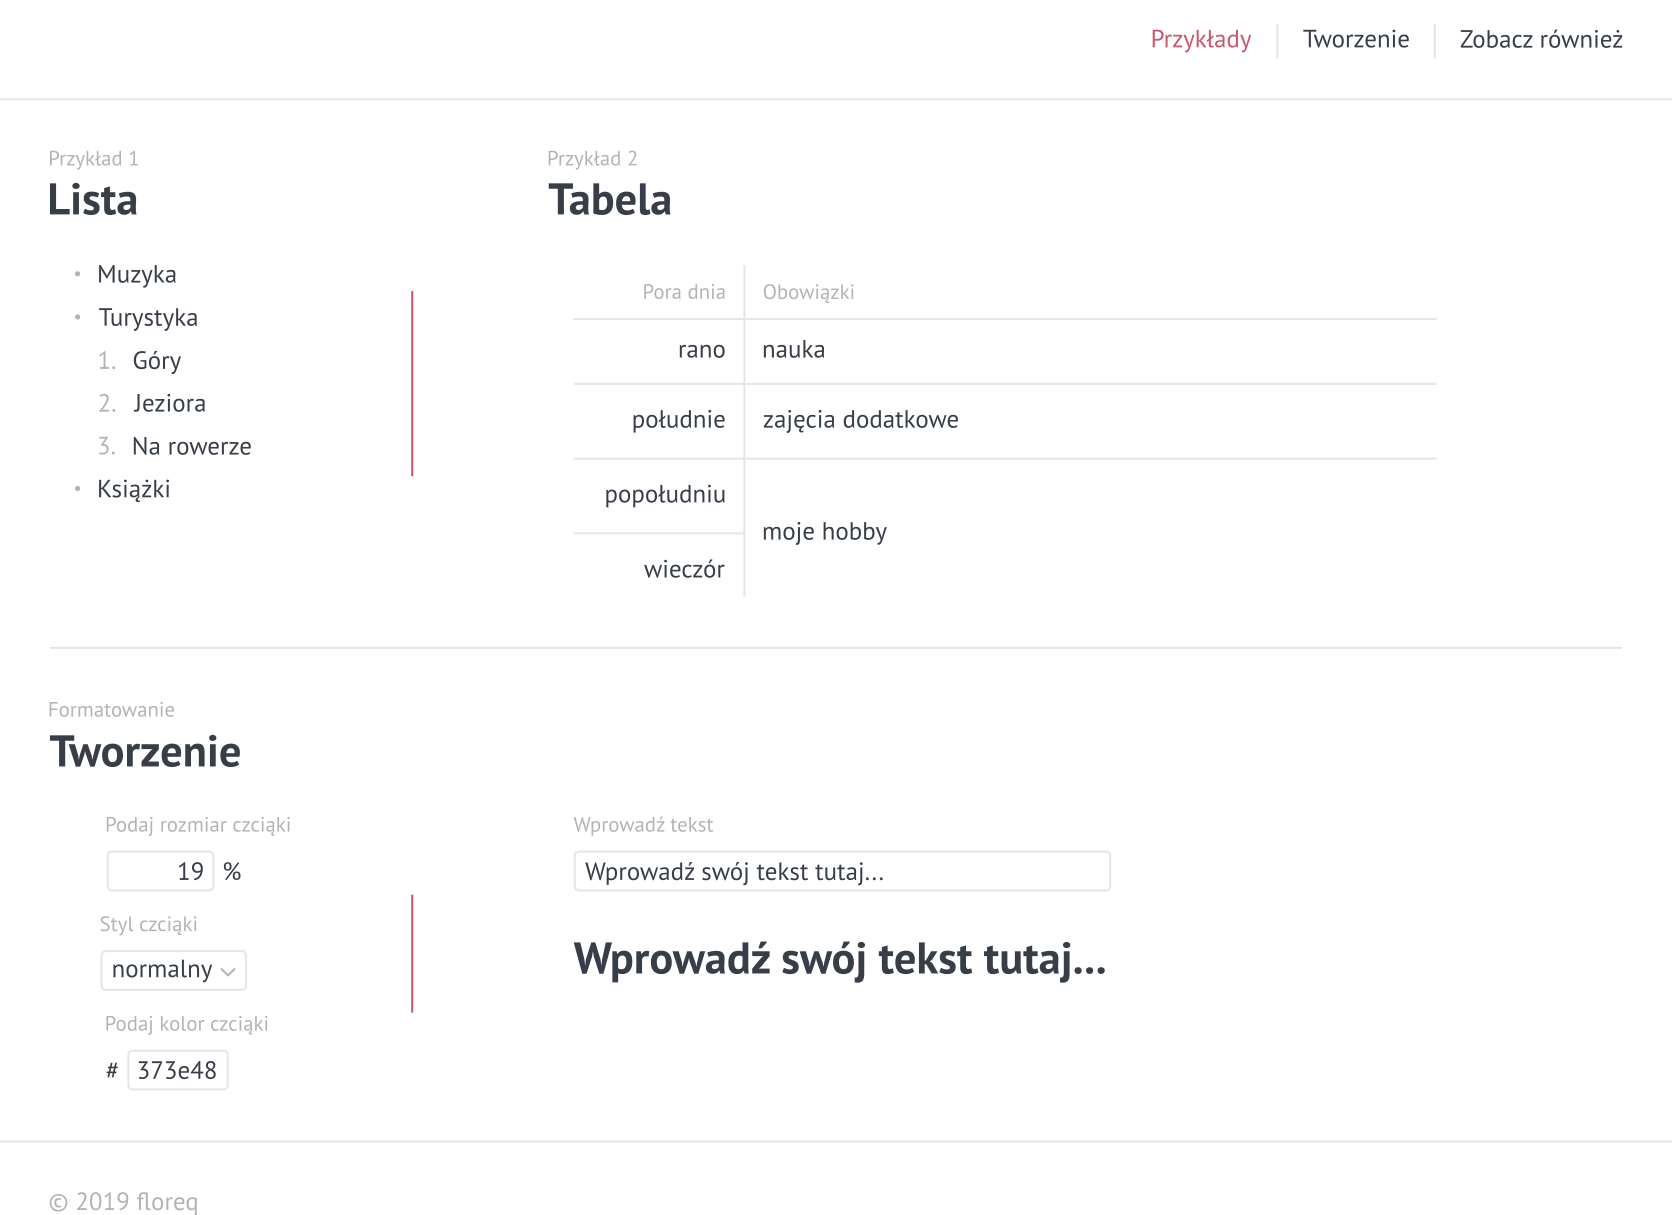 Przykłady
Tworzenie
Zobacz również
Przykład 1
Lista
• Muzyka
• Turystyka
1. Góry
2. Jeziora
3. Na rowerze
• Książki
Przykład 2
Tabela
Pora dnia Obowiązki
rano nauka
południe zajęcia dodatkowe
popołudniu
moje hobby
wieczór
Formatowanie
Tworzenie
Podaj rozmiar czciąki
19 %
Styl czciąki
normalny
Podaj kolor czciąki
# 373e48
Wprowadź tekst
Wprowadź swój tekst tutaj...
Wprowadź swój tekst tutaj...
© 2019 floreq